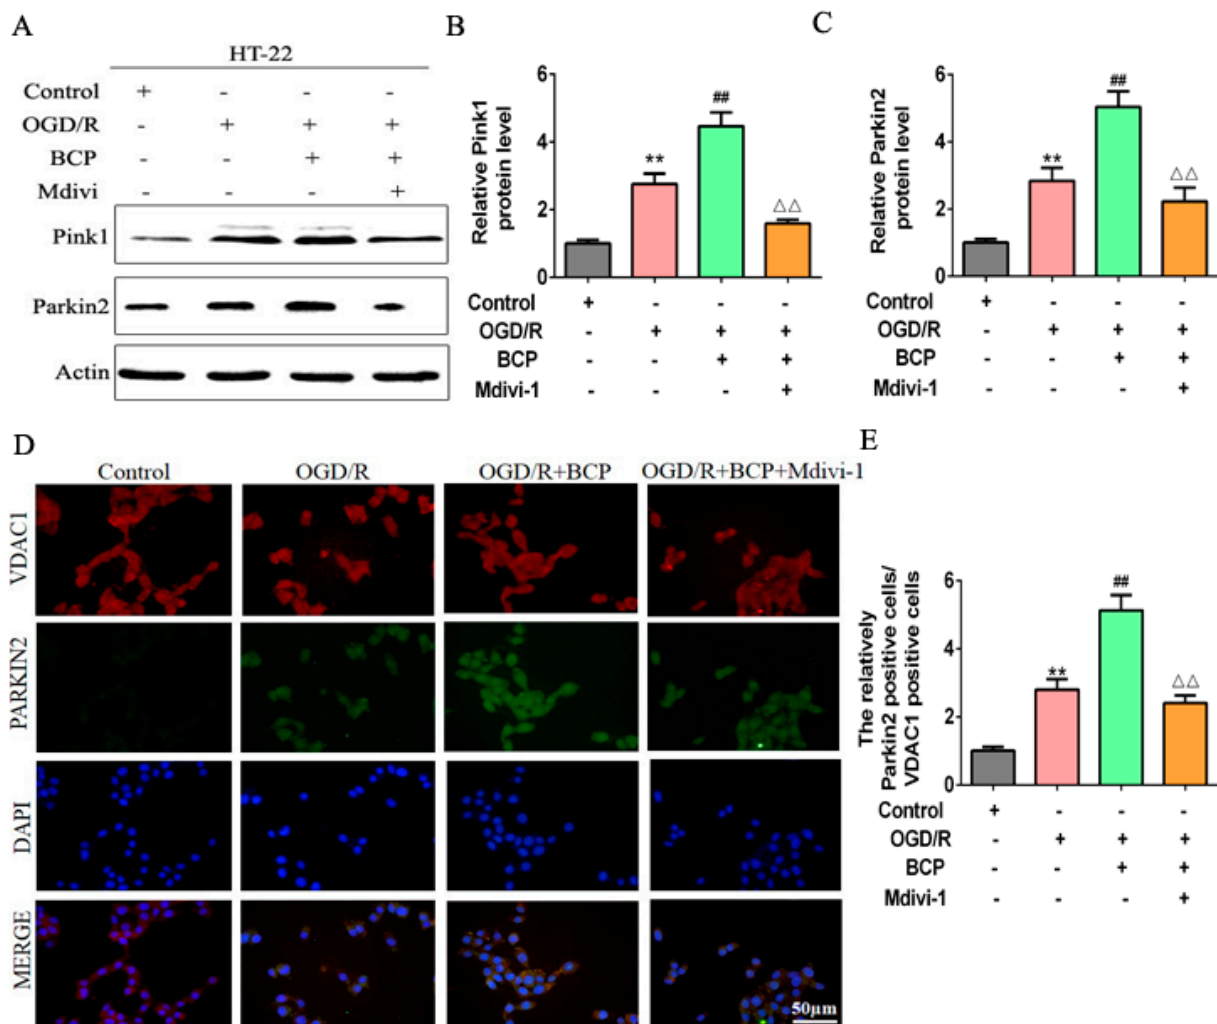 A
HT-22
Control + - - -
OGD/R - + + +
BCP - - + +
Mdivi - - - +
Pink1
Parkin2
Actin
B
Relative Pink1
protein level
6
4
2
0
**
##
△△
Control + - - -
OGD/R - + + +
BCP - - + +
Mdivi-1 - - - +
C
Relative Parkin2
protein level
6
4
2
0
**
##
△△
Control + - - -
OGD/R - + + +
BCP - - + +
Mdivi-1 - - - +
D
Control OGD/R OGD/R+BCP OGD/R+BCP+Mdivi-1
VDAC1
PARKIN2
DAPI
MERGE
50µm
E
The relatively
Parkin2 positive cells/
VDAC1 positive cells
6
4
2
0
**
##
△△
Control + - - -
OGD/R - + + +
BCP - - + +
Mdivi-1 - - - +